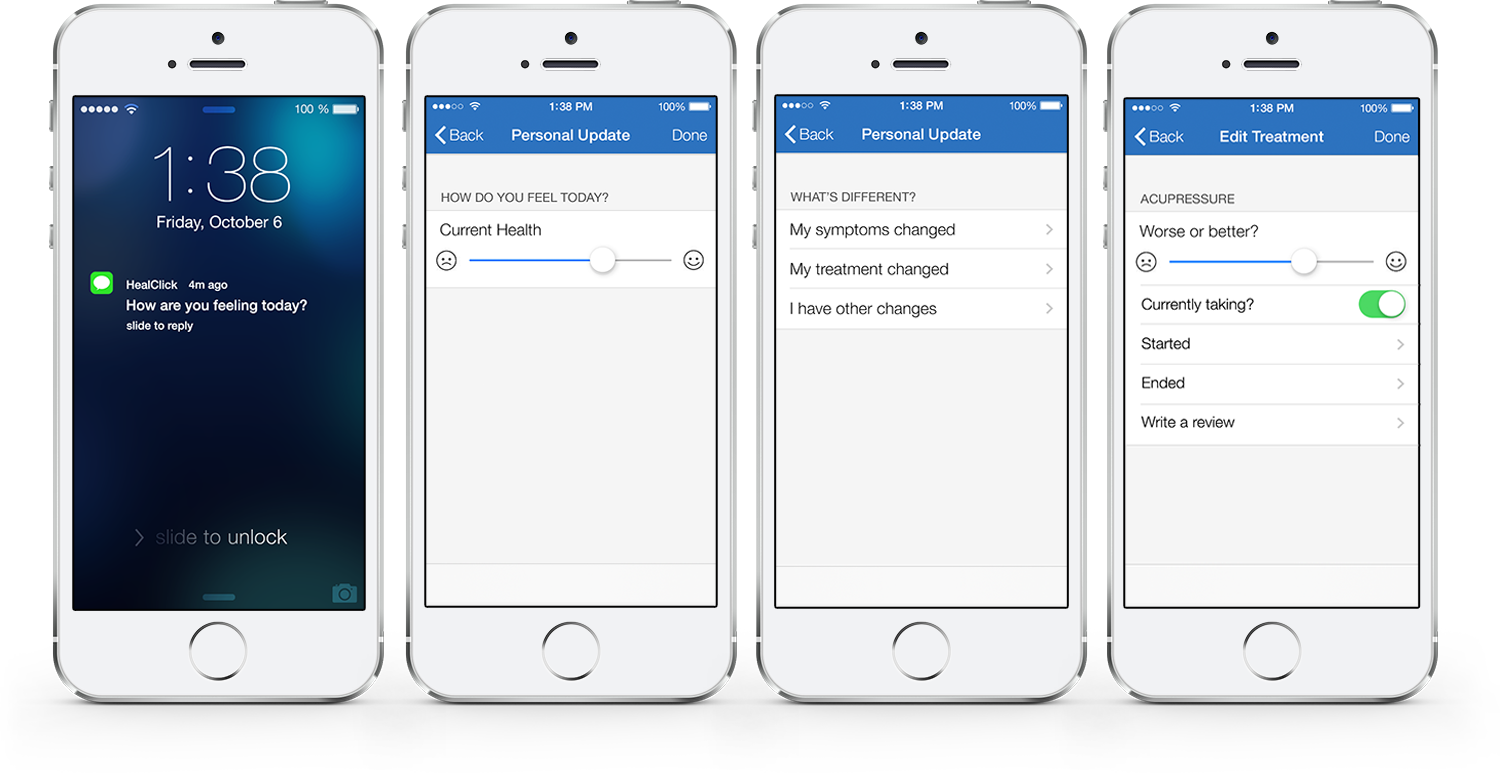 100 %
1:38
Friday, October 6
HealClick 4m ago
How are you feeling today?
slide to reply
slide to unlock
1:38 PM 100%
Back Personal Update Done
HOW DO YOU FEEL TODAY?
Current Health
1:38 PM 100%
Back Personal Update
WHAT'S DIFFERENT?
My symptoms changed
My treatment changed
I have other changes
1:38 PM 100%
Back Edit Treatment Done
ACUPRESSURE
Worse or better?
Currently taking?
Started
Ended
Write a review